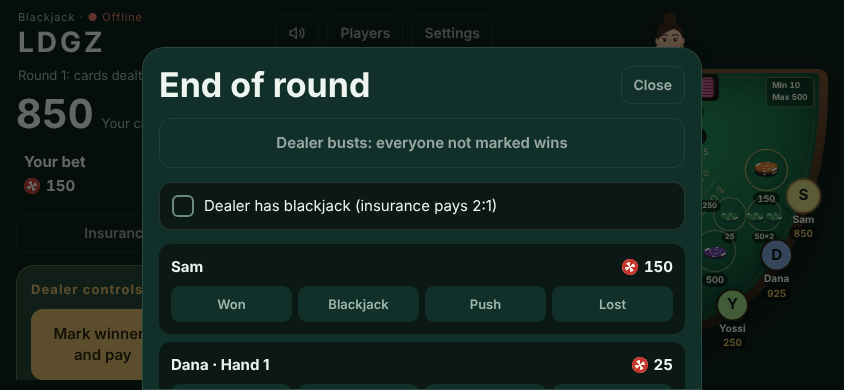 Blackjack · Offline
LDGZ
Players
Settings
Round 1: cards dealt
850
Your
Your bet
150
Insuranc
Dealer controls
Mark winner
and pay
End of round
Close
Dealer busts: everyone not marked wins
Dealer has blackjack (insurance pays 2:1)
Sam
150
Won
Blackjack
Push
Lost
Dana · Hand 1
25
Min 10
Max 500
150
S
Sam
850
250
25
50×2
D
Dana
925
500
Y
Yossi
250